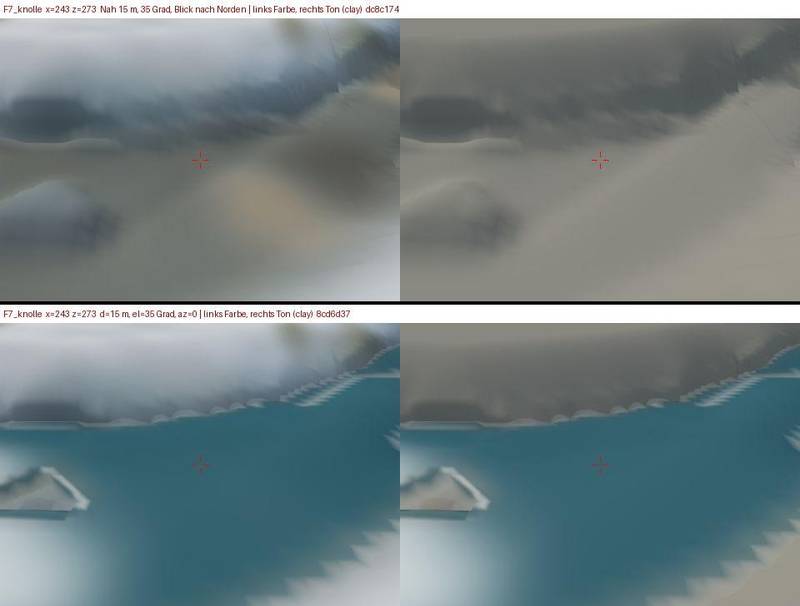 F7_knolle x=243 z=273 Nah 15 m, 35 Grad, Blick nach Norden | links Farbe, rechts Ton (clay) dc8c174
F7_knolle x=243 z=273 d=15 m, el=35 Grad, az=0 | links Farbe, rechts Ton (clay) 8cd6d37